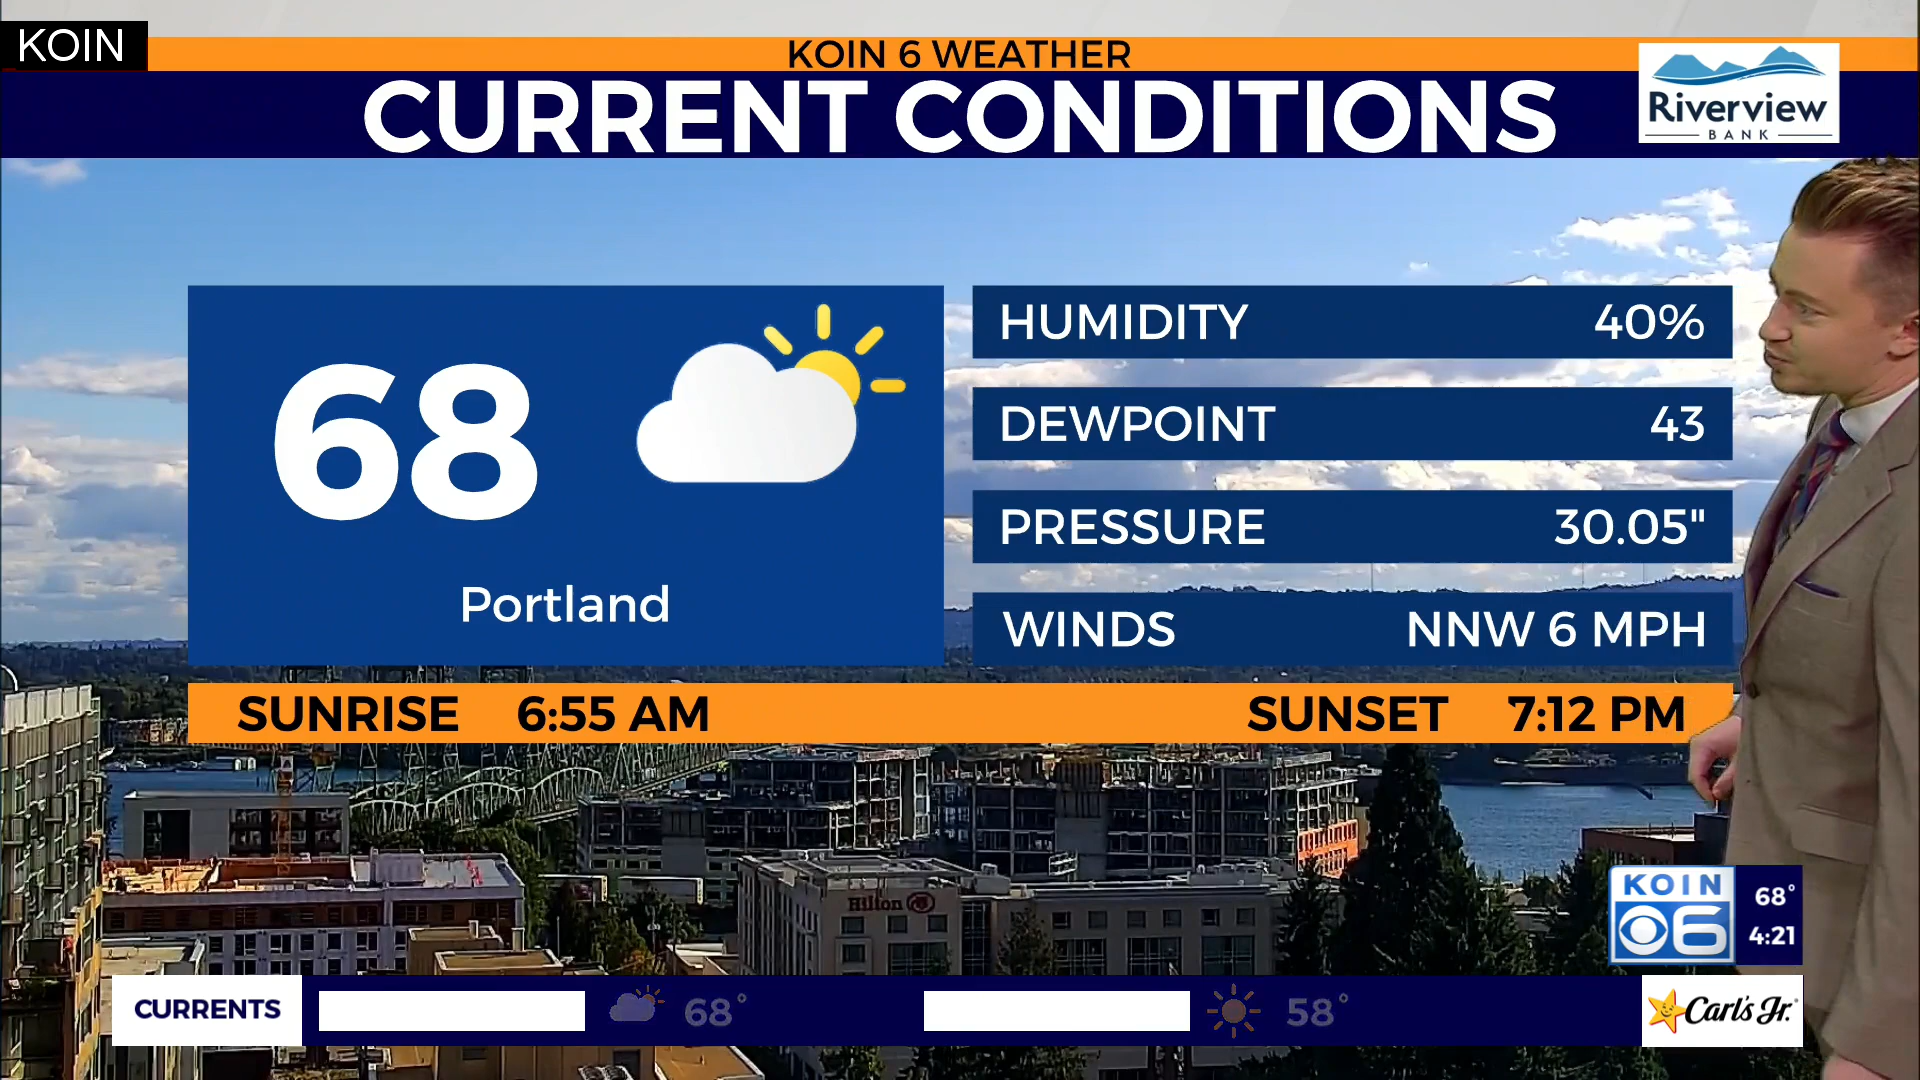 KOIN
KOIN 6 WEATHER
CURRENT CONDITIONS
Riverview
BANK
68
Portland
HUMIDITY 40%
DEWPOINT 43
PRESSURE 30.05"
WINDS NNW 6 MPH
SUNRISE 6:55 AM SUNSET 7:12 PM
Hilton
KOIN
6
68°
4:21
CURRENTS 68° 58°
Carl's Jr.